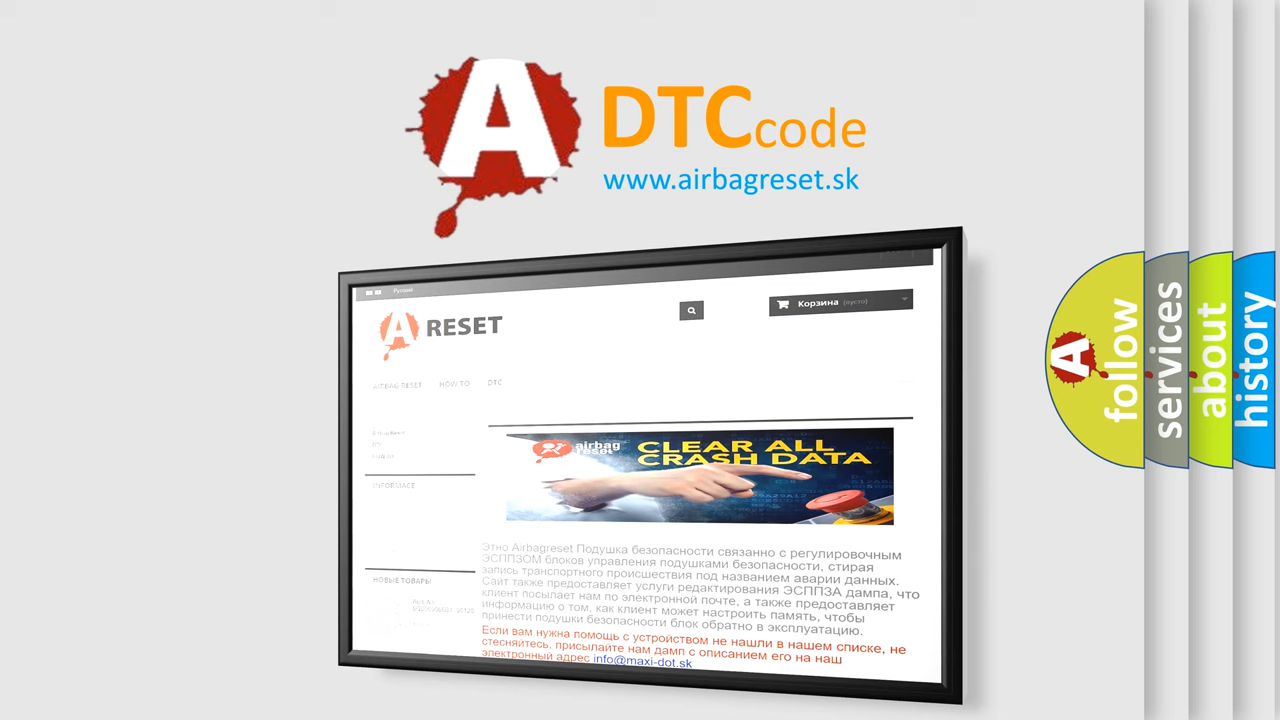 A DTC code
www.airbagreset.sk
Русский
A RESET
Корзина (пусто)
AIRBAG RESET HOW TO DTC
INFORMACE
airbag
reset
CLEAR ALL
CRASH DATA
Этно Airbagreset Подушка безопасности связанно с регулировочным
ЭСППЗОМ блоков управления подушками безопасности, стирая
запись транспортного происшествия под названием аварии данных.
Сайт также предоставляет услуги редактирования ЭСППЗА дампа, что
клиент посылает нам по электронной почте, а также предоставляет
информацию о том, как клиент может настроить память, чтобы
принести подушки безопасности блок обратно в эксплуатацию.
Если вам нужна помощь с устройством не нашли в нашем списке, не
стесняйтесь, присылайте нам дамп с описанием его на наш
электронный адрес info@maxi-dot.sk
НОВЫЕ ТОВАРЫ
A
follow
services
about
history